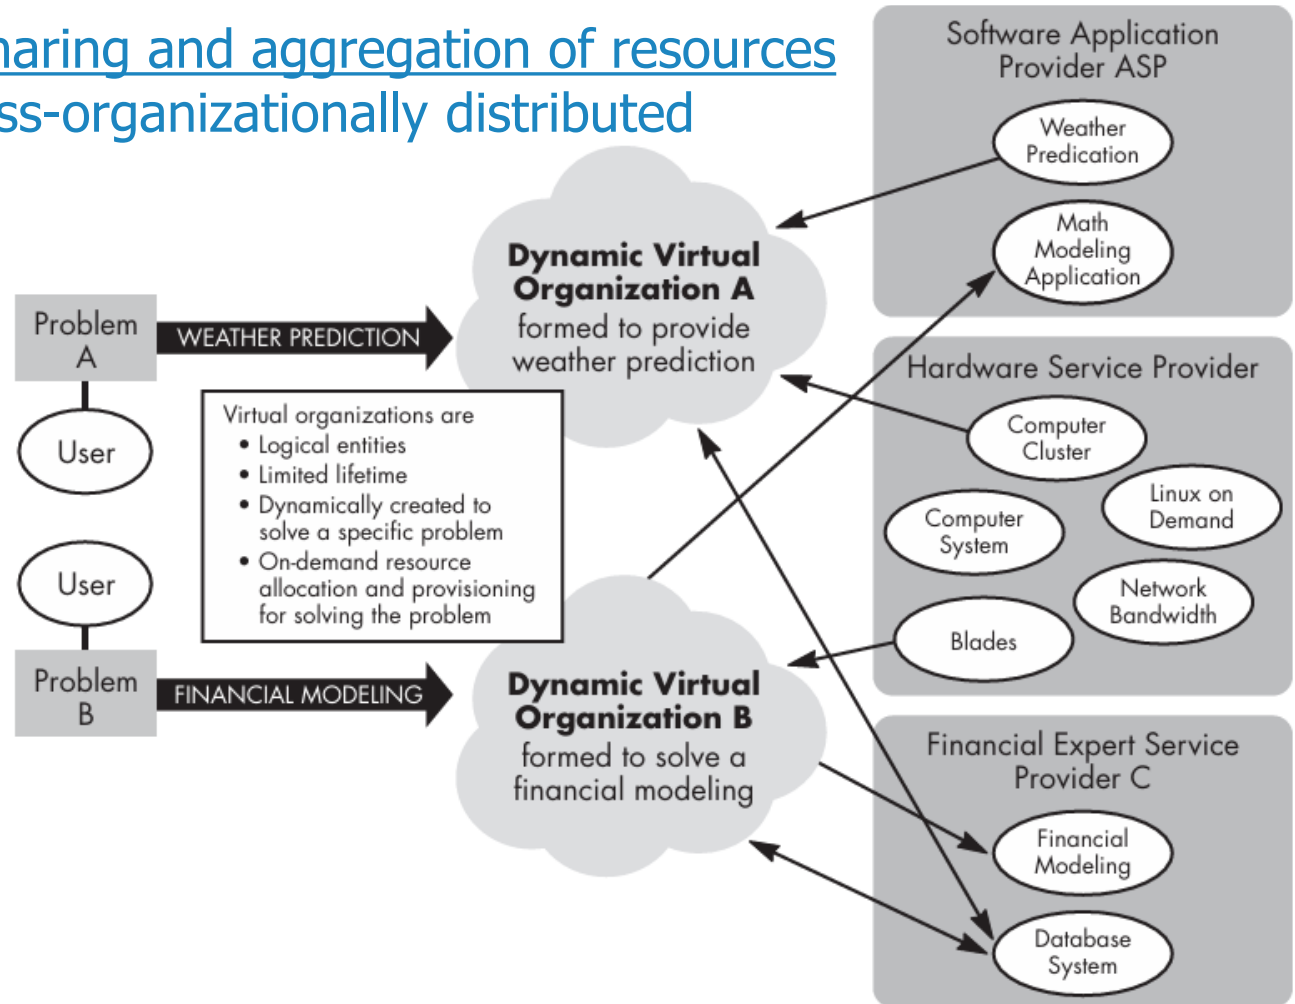 haring and aggregation of resources
ss-organizationally distributed
Problem
A
WEATHER PREDICTION
User
User
Problem
B
FINANCIAL MODELING
Virtual organizations are
• Logical entities
• Limited lifetime
• Dynamically created to
solve a specific problem
• On-demand resource
allocation and provisioning
for solving the problem
Dynamic Virtual
Organization A
formed to provide
weather prediction
Dynamic Virtual
Organization B
formed to solve a
financial modeling
Software Application
Provider ASP
Weather
Predication
Math
Modeling
Application
Hardware Service Provider
Computer
Cluster
Linux on
Demand
Computer
System
Network
Bandwidth
Blades
Financial Expert Service
Provider C
Financial
Modeling
Database
System